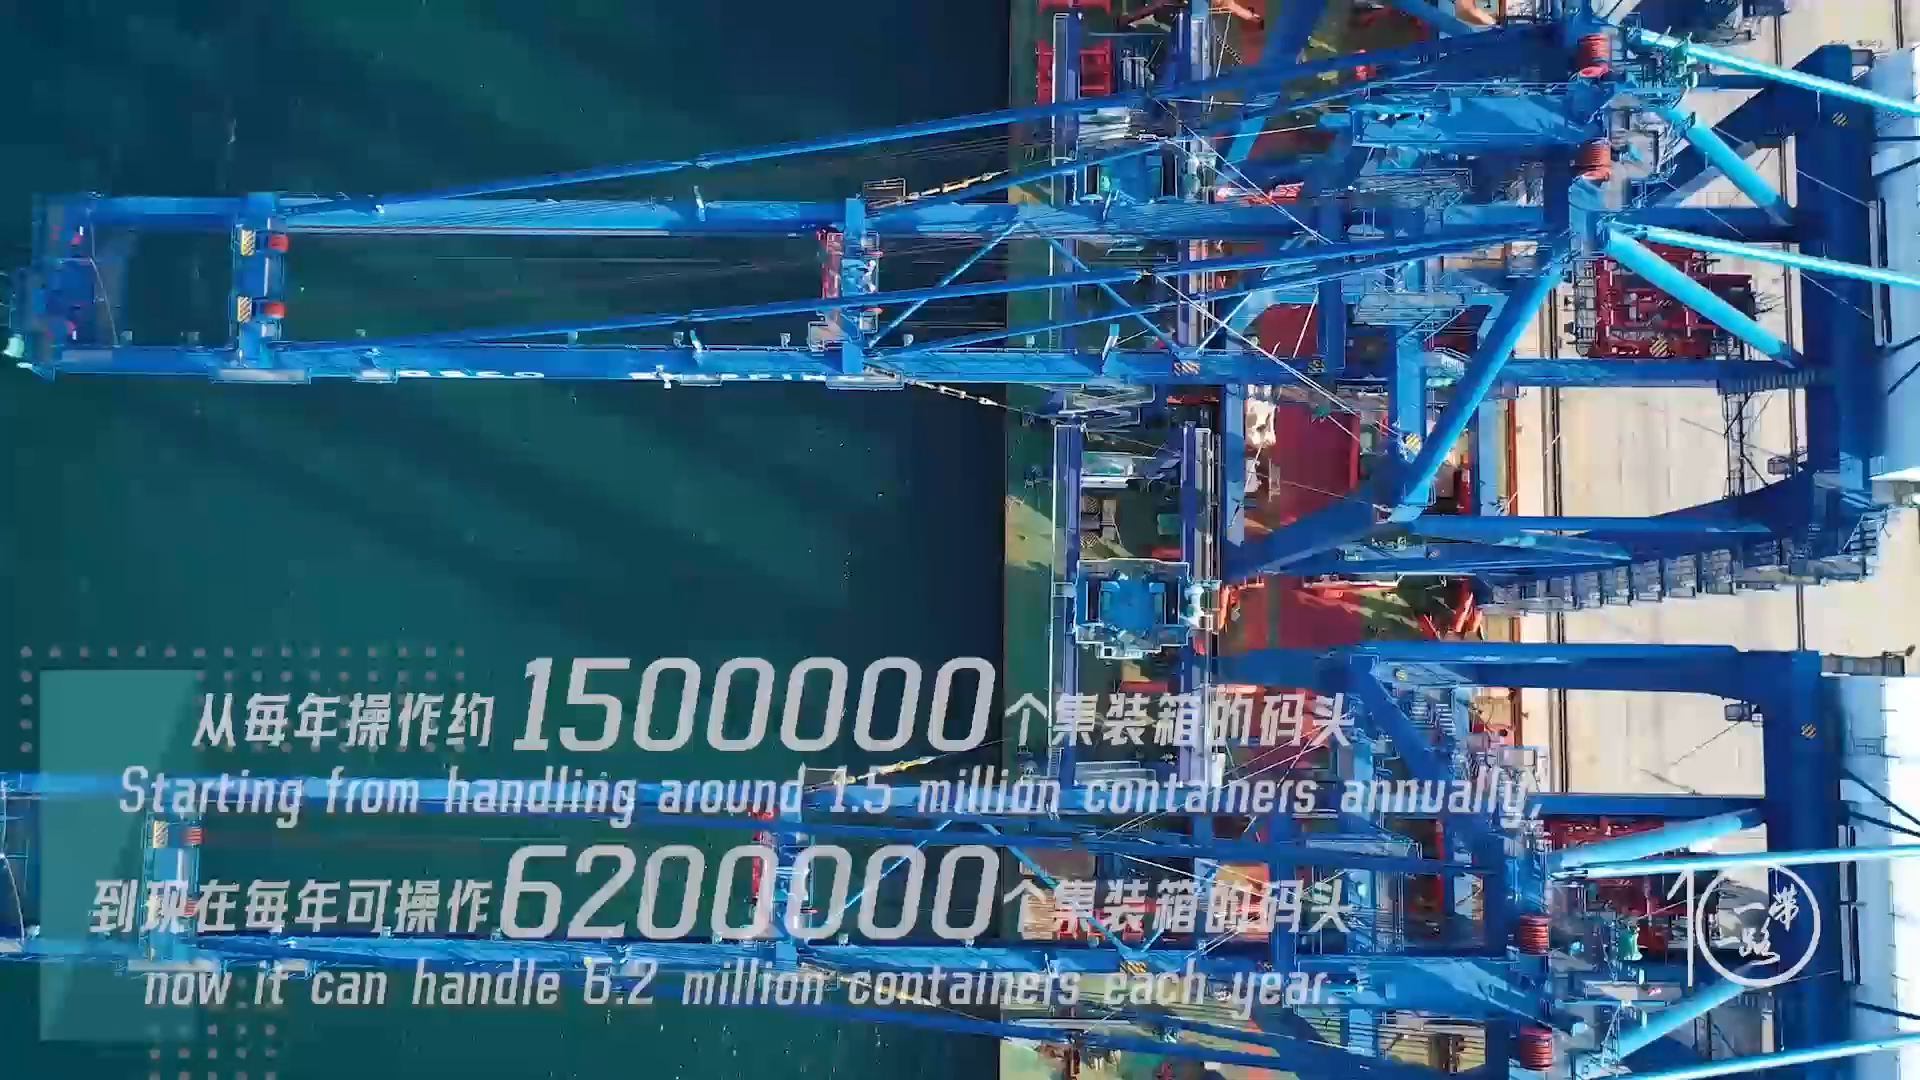 从每年操作约1500000个集装箱的码头
Starting from handling around 1.5 million containers annually,
到现在每年可操作6200000个集装箱的码头
now it can handle 6.2 million containers each year.
10
一带
一路